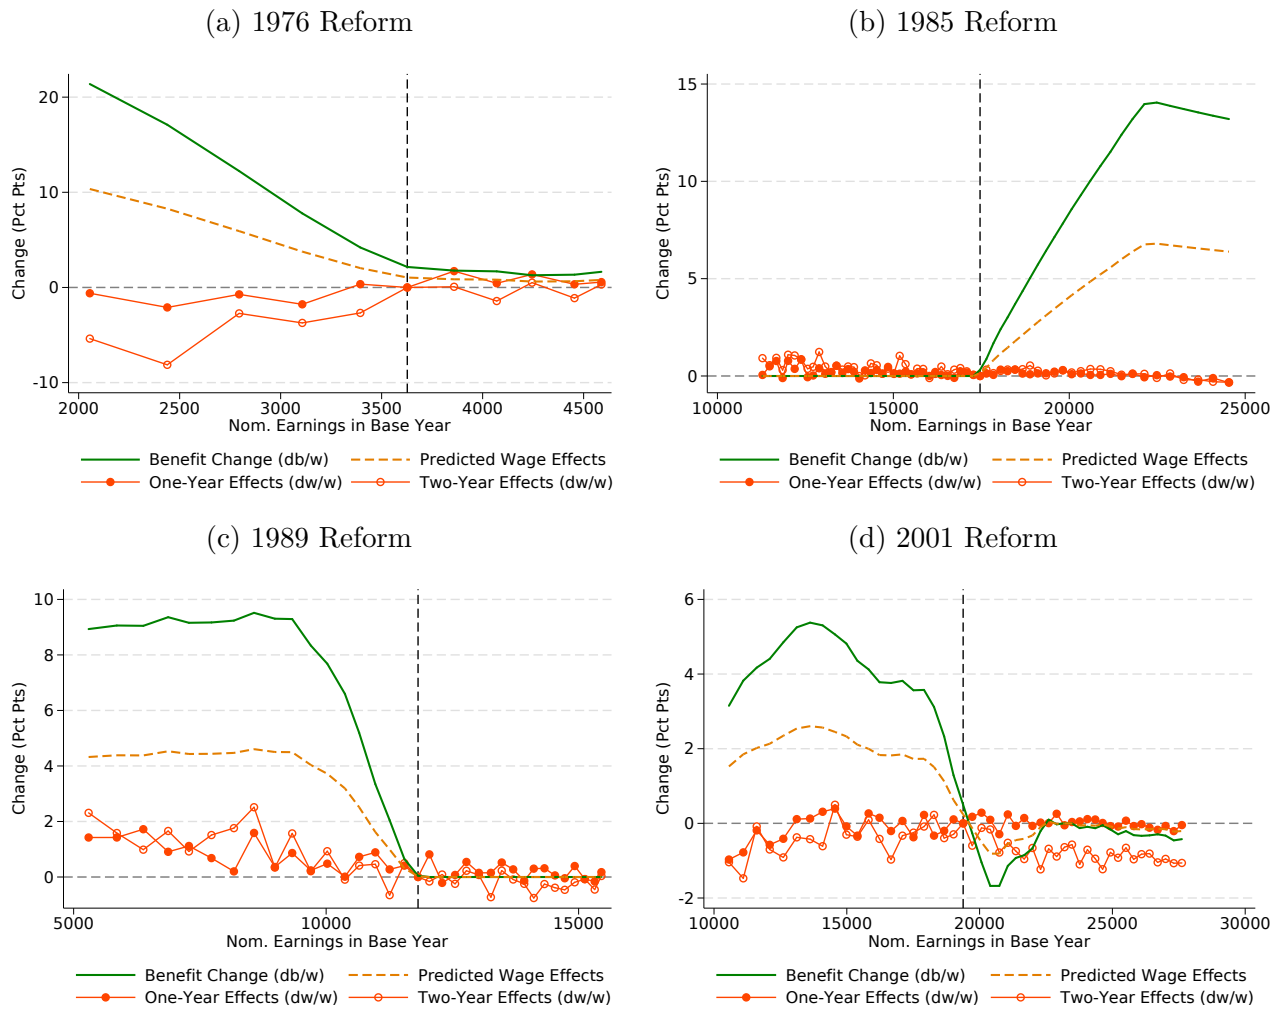 (a) 1976 Reform
Change (Pct Pts)
20
10
0
-10
2000 2500 3000 3500 4000 4500
Nom. Earnings in Base Year
Benefit Change (db/w) Predicted Wage Effects
One-Year Effects (dw/w) Two-Year Effects (dw/w)
(b) 1985 Reform
Change (Pct Pts)
15
10
5
0
10000 15000 20000 25000
Nom. Earnings in Base Year
Benefit Change (db/w) Predicted Wage Effects
One-Year Effects (dw/w) Two-Year Effects (dw/w)
(c) 1989 Reform
Change (Pct Pts)
10
8
6
4
2
0
5000 10000 15000
Nom. Earnings in Base Year
Benefit Change (db/w) Predicted Wage Effects
One-Year Effects (dw/w) Two-Year Effects (dw/w)
(d) 2001 Reform
Change (Pct Pts)
6
4
2
0
-2
10000 15000 20000 25000 30000
Nom. Earnings in Base Year
Benefit Change (db/w) Predicted Wage Effects
One-Year Effects (dw/w) Two-Year Effects (dw/w)